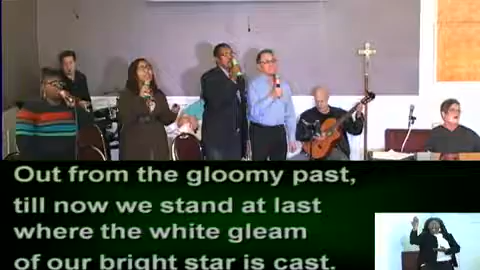 Out from the gloomy past,
till now we stand at last
where the white gleam
of our bright star is cast.